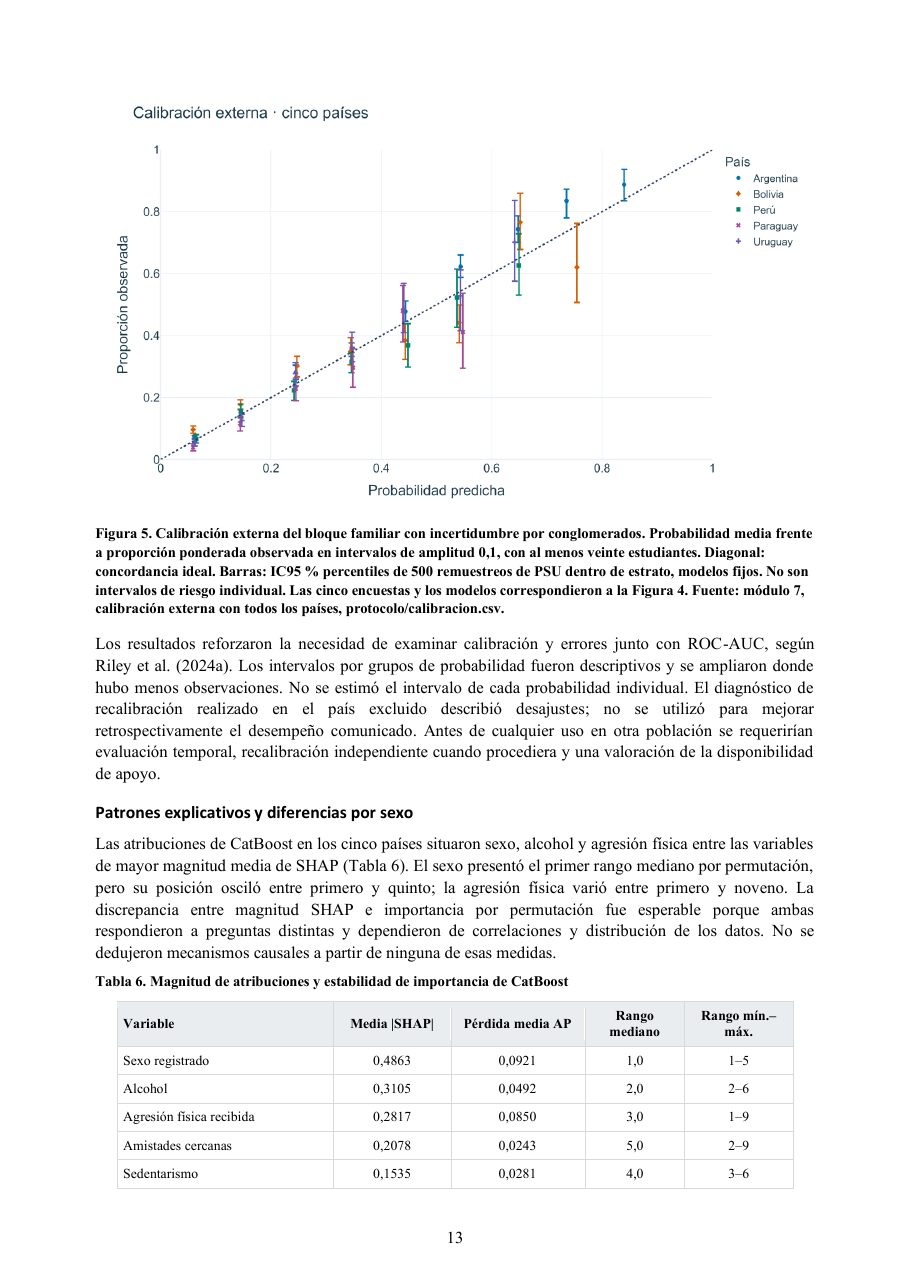 Calibración externa · cinco países
País
Argentina
Bolivia
Perú
Paraguay
Uruguay
Proporción observada
1
0.8
0.6
0.4
0.2
0
0
0.2
0.4
0.6
0.8
1
Probabilidad predicha
Figura 5. Calibración externa del bloque familiar con incertidumbre por conglomerados. Probabilidad media frente
a proporción ponderada observada en intervalos de amplitud 0,1, con al menos veinte estudiantes. Diagonal:
concordancia ideal. Barras: IC95 % percentiles de 500 remuestreos de PSU dentro de estrato, modelos fijos. No son
intervalos de riesgo individual. Las cinco encuestas y los modelos correspondieron a la Figura 4. Fuente: módulo 7,
calibración externa con todos los países, protocolo/calibracion.csv.
Los resultados reforzaron la necesidad de examinar calibración y errores junto con ROC-AUC, según
Riley et al. (2024a). Los intervalos por grupos de probabilidad fueron descriptivos y se ampliaron donde
hubo menos observaciones. No se estimó el intervalo de cada probabilidad individual. El diagnóstico de
recalibración realizado en el país excluido describió desajustes; no se utilizó para mejorar
retrospectivamente el desempeño comunicado. Antes de cualquier uso en otra población se requerirían
evaluación temporal, recalibración independiente cuando procediera y una valoración de la disponibilidad
de apoyo.
Patrones explicativos y diferencias por sexo
Las atribuciones de CatBoost en los cinco países situaron sexo, alcohol y agresión física entre las variables
de mayor magnitud media de SHAP (Tabla 6). El sexo presentó el primer rango mediano por permutación,
pero su posición osciló entre primero y quinto; la agresión física varió entre primero y noveno. La
discrepancia entre magnitud SHAP e importancia por permutación fue esperable porque ambas
respondieron a preguntas distintas y dependieron de correlaciones y distribución de los datos. No se
dedujeron mecanismos causales a partir de ninguna de esas medidas.
Tabla 6. Magnitud de atribuciones y estabilidad de importancia de CatBoost
Variable Media |SHAP| Pérdida media AP Rango mediano Rango mín.–máx.
Sexo registrado 0,4863 0,0921 1,0 1–5
Alcohol 0,3105 0,0492 2,0 2–6
Agresión física recibida 0,2817 0,0850 3,0 1–9
Amistades cercanas 0,2078 0,0243 5,0 2–9
Sedentarismo 0,1535 0,0281 4,0 3–6
13